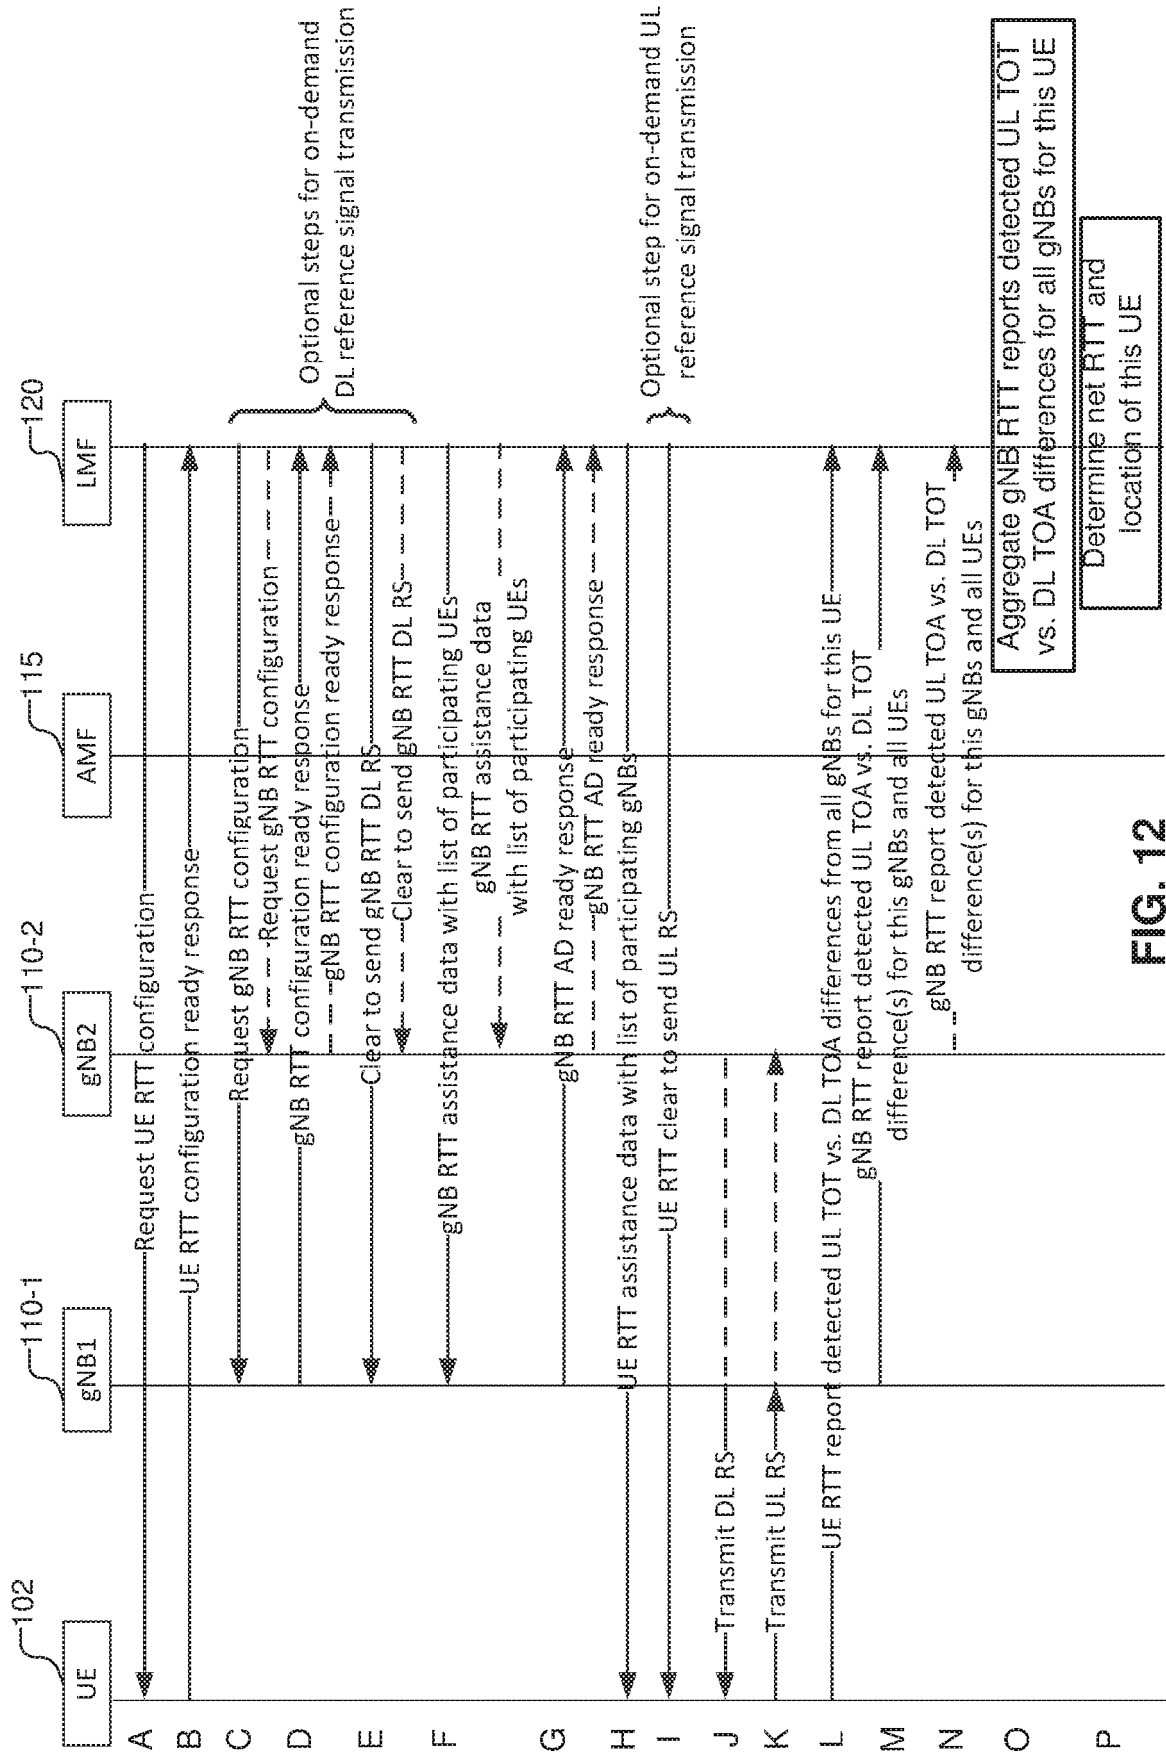 102
110-1
110-2
115
120
UE
gNB1
gNB2
AMF
LMF
A
Request UE RTT configuration
B
UE RTT configuration ready response
C
Request gNB RTT configuration
Request gNB RTT configuration
D
gNB RTT configuration ready response
gNB RTT configuration ready response
E
Clear to send gNB RTT DL RS
Clear to send gNB RTT DL RS
Optional steps for on-demand
DL reference signal transmission
F
gNB RTT assistance data with list of participating UEs
gNB RTT assistance data
with list of participating UEs
G
gNB RTT AD ready response
gNB RTT AD ready response
H
UE RTT assistance data with list of participating gNBs
I
UE RTT clear to send UL RS
Optional step for on-demand UL
reference signal transmission
J
Transmit DL RS
K
Transmit UL RS
L
UE RTT report detected UL TOT vs. DL TOA differences from all gNBs for this UE
M
gNB RTT report detected UL TOA vs. DL TOT
difference(s) for this gNBs and all UEs
N
gNB RTT report detected UL TOA vs. DL TOT
difference(s) for this gNBs and all UEs
O
Aggregate gNB RTT reports detected UL TOT
vs. DL TOA differences for all gNBs for this UE
P
Determine net RTT and
location of this UE
FIG. 12